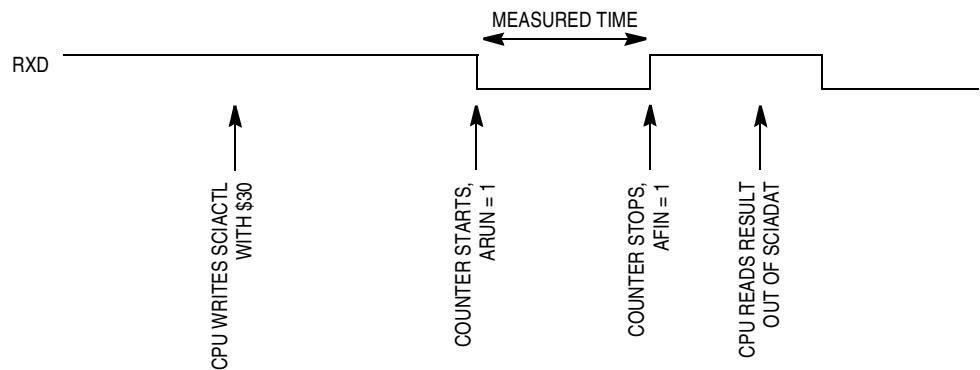 MEASURED TIME
RXD
CPU WRITES SCIACTL
WITH $30
COUNTER STARTS,
ARUN = 1
COUNTER STOPS,
AFIN = 1
CPU READS RESULT
OUT OF SCIADAT